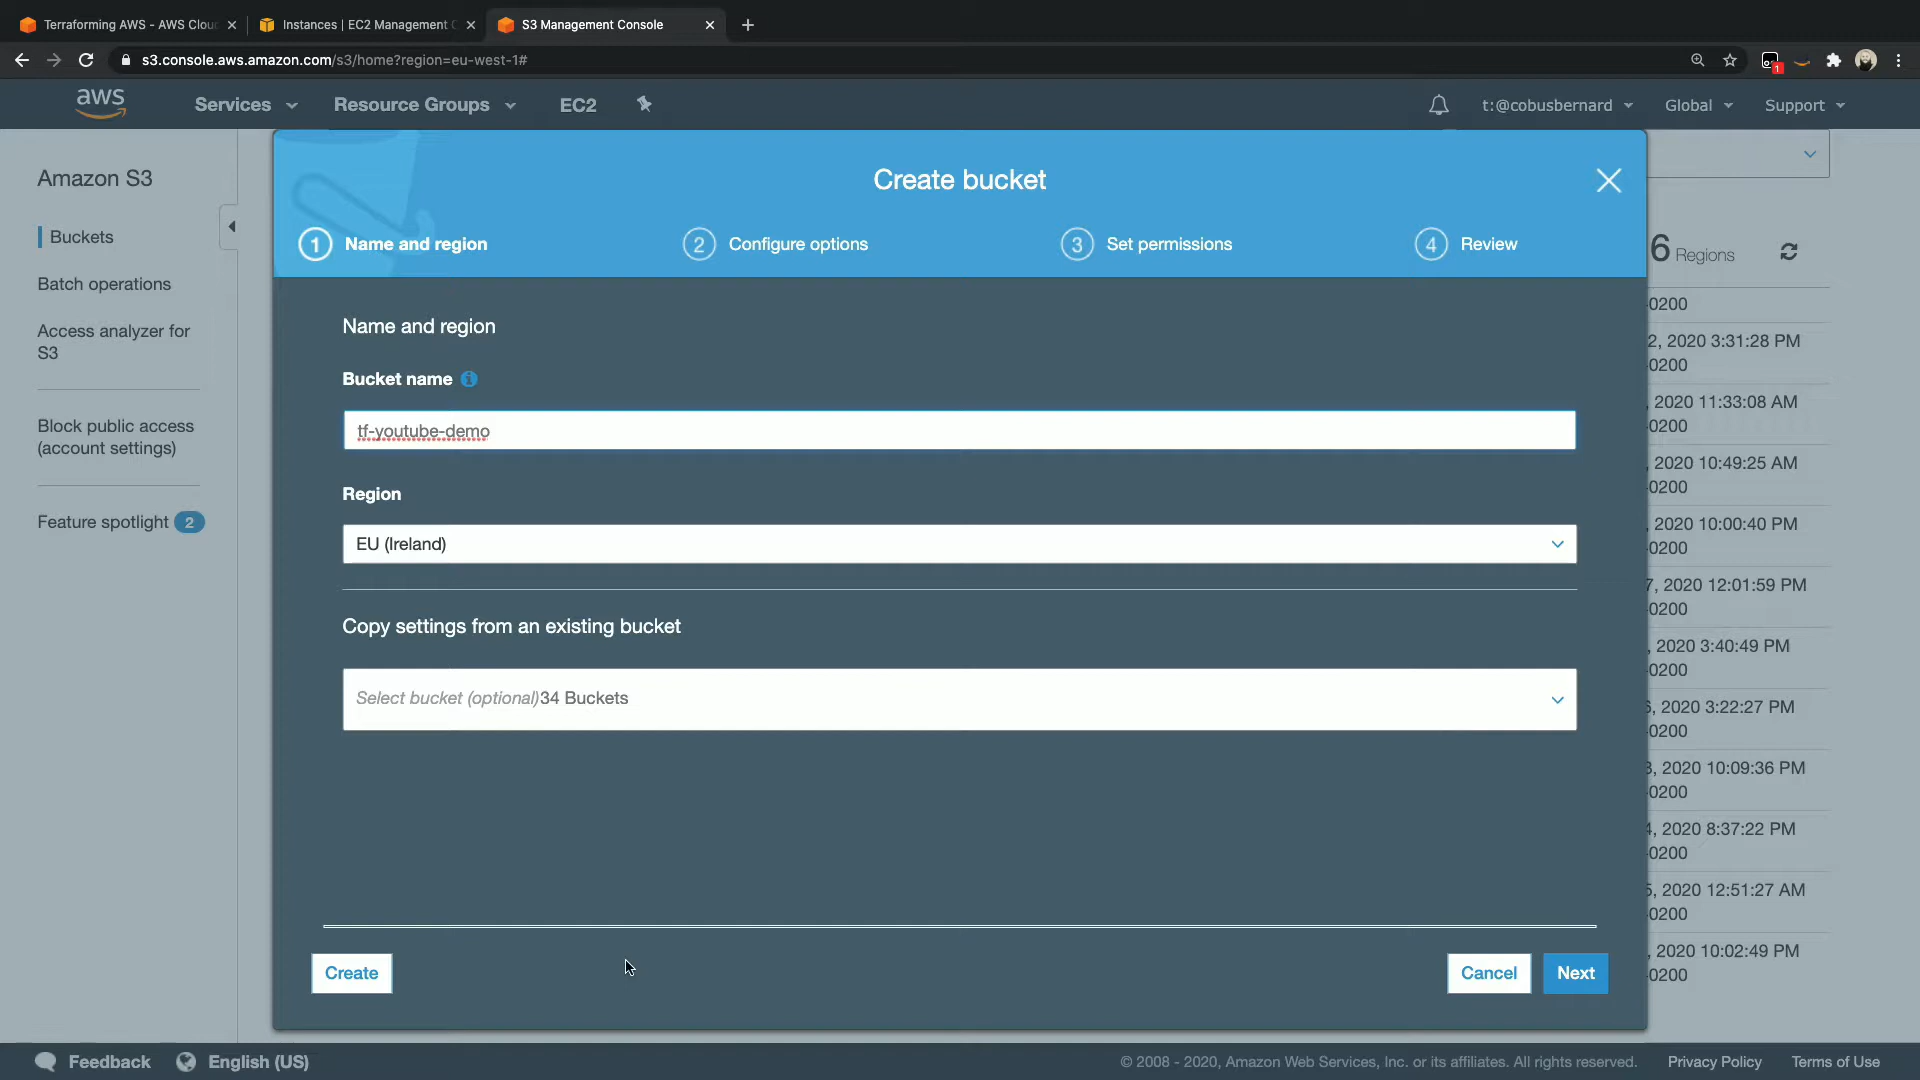 Terraforming AWS - AWS Clou
Instances | EC2 Management C
S3 Management Console
s3.console.aws.amazon.com/s3/home?region=eu-west-1#
1
aws
Services
Resource Groups
EC2
t:@cobusbernard
Global
Support
Amazon S3
Buckets
Batch operations
Access analyzer for
S3
Block public access
(account settings)
Feature spotlight 2
Create bucket
1 Name and region
2 Configure options
3 Set permissions
4 Review
Name and region
Bucket name
tf-youtube-demo
Region
EU (Ireland)
Copy settings from an existing bucket
Select bucket (optional)34 Buckets
Create
Cancel
Next
6 Regions
0200
2, 2020 3:31:28 PM
0200
, 2020 11:33:08 AM
0200
, 2020 10:49:25 AM
0200
, 2020 10:00:40 PM
0200
7, 2020 12:01:59 PM
0200
, 2020 3:40:49 PM
0200
, 2020 3:22:27 PM
0200
3, 2020 10:09:36 PM
0200
4, 2020 8:37:22 PM
0200
5, 2020 12:51:27 AM
0200
, 2020 10:02:49 PM
0200
Feedback
English (US)
© 2008 - 2020, Amazon Web Services, Inc. or its affiliates. All rights reserved.
Privacy Policy
Terms of Use